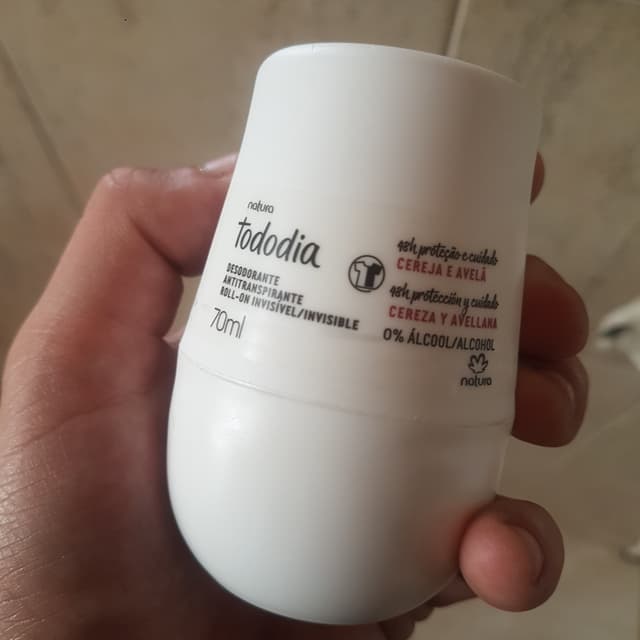 natura
tododia
DESODORANTE
ANTITRANSPIRANTE
ROLL-ON INVISÍVEL/INVISIBLE
70ml
48h proteção e cuidado
CEREJA E AVELÃ
48h protección y cuidado
CEREZA Y AVELLANA
0% ÁLCOOL/ALCOHOL
natura